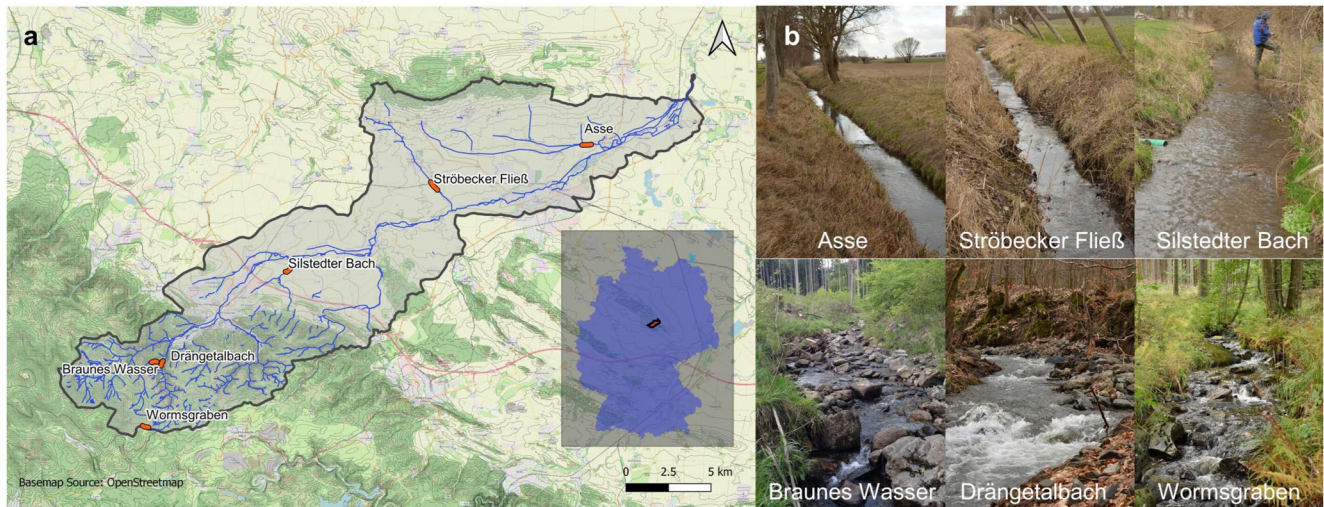 a
Asse
Ströbecker Fließ
Silstedter Bach
Drängetalbach
Braunes Wasser
Wormsgraben
0 2.5 5 km
Basemap Source: OpenStreetmap
b
Asse
Ströbecker Fließ
Silstedter Bach
Braunes Wasser
Drängetalbach
Wormsgraben